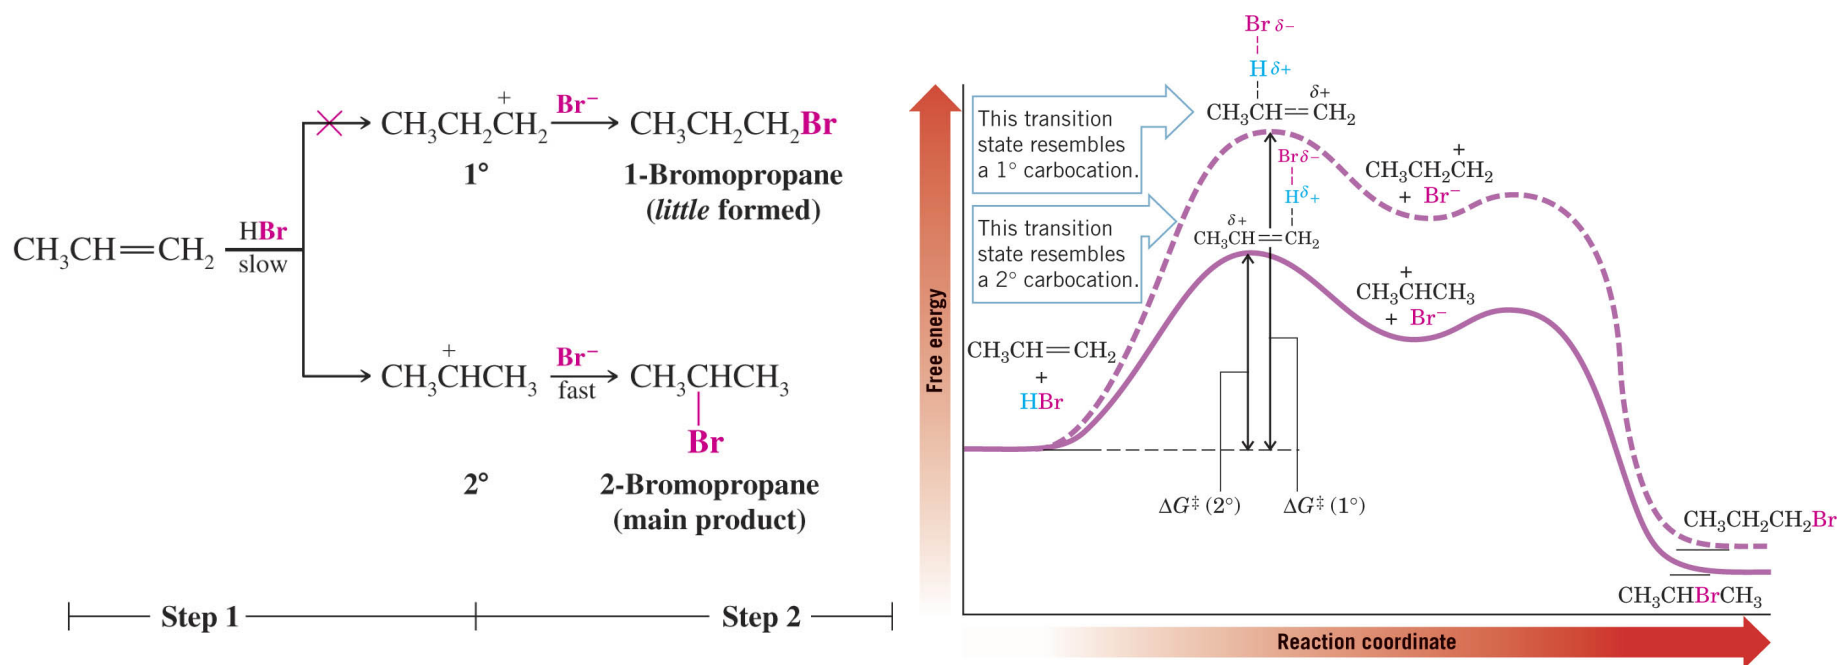 CH₃CH=CH₂
HBr
slow
+
CH₃CH₂CH₂
Br⁻
CH₃CH₂CH₂Br
1°
1-Bromopropane
(little formed)
+
CH₃CHCH₃
Br⁻
fast
CH₃CHCH₃
Br
2°
2-Bromopropane
(main product)
Step 1
Step 2
Free energy
This transition
state resembles
a 1° carbocation.
This transition
state resembles
a 2° carbocation.
Br δ−
H δ+
δ+
CH₃CH=CH₂
Br δ−
H δ+
δ+
CH₃CH=CH₂
+
CH₃CH₂CH₂
+ Br⁻
+
CH₃CHCH₃
+ Br⁻
CH₃CH=CH₂
+
HBr
ΔG‡ (2°)
ΔG‡ (1°)
CH₃CH₂CH₂Br
CH₃CHBrCH₃
Reaction coordinate